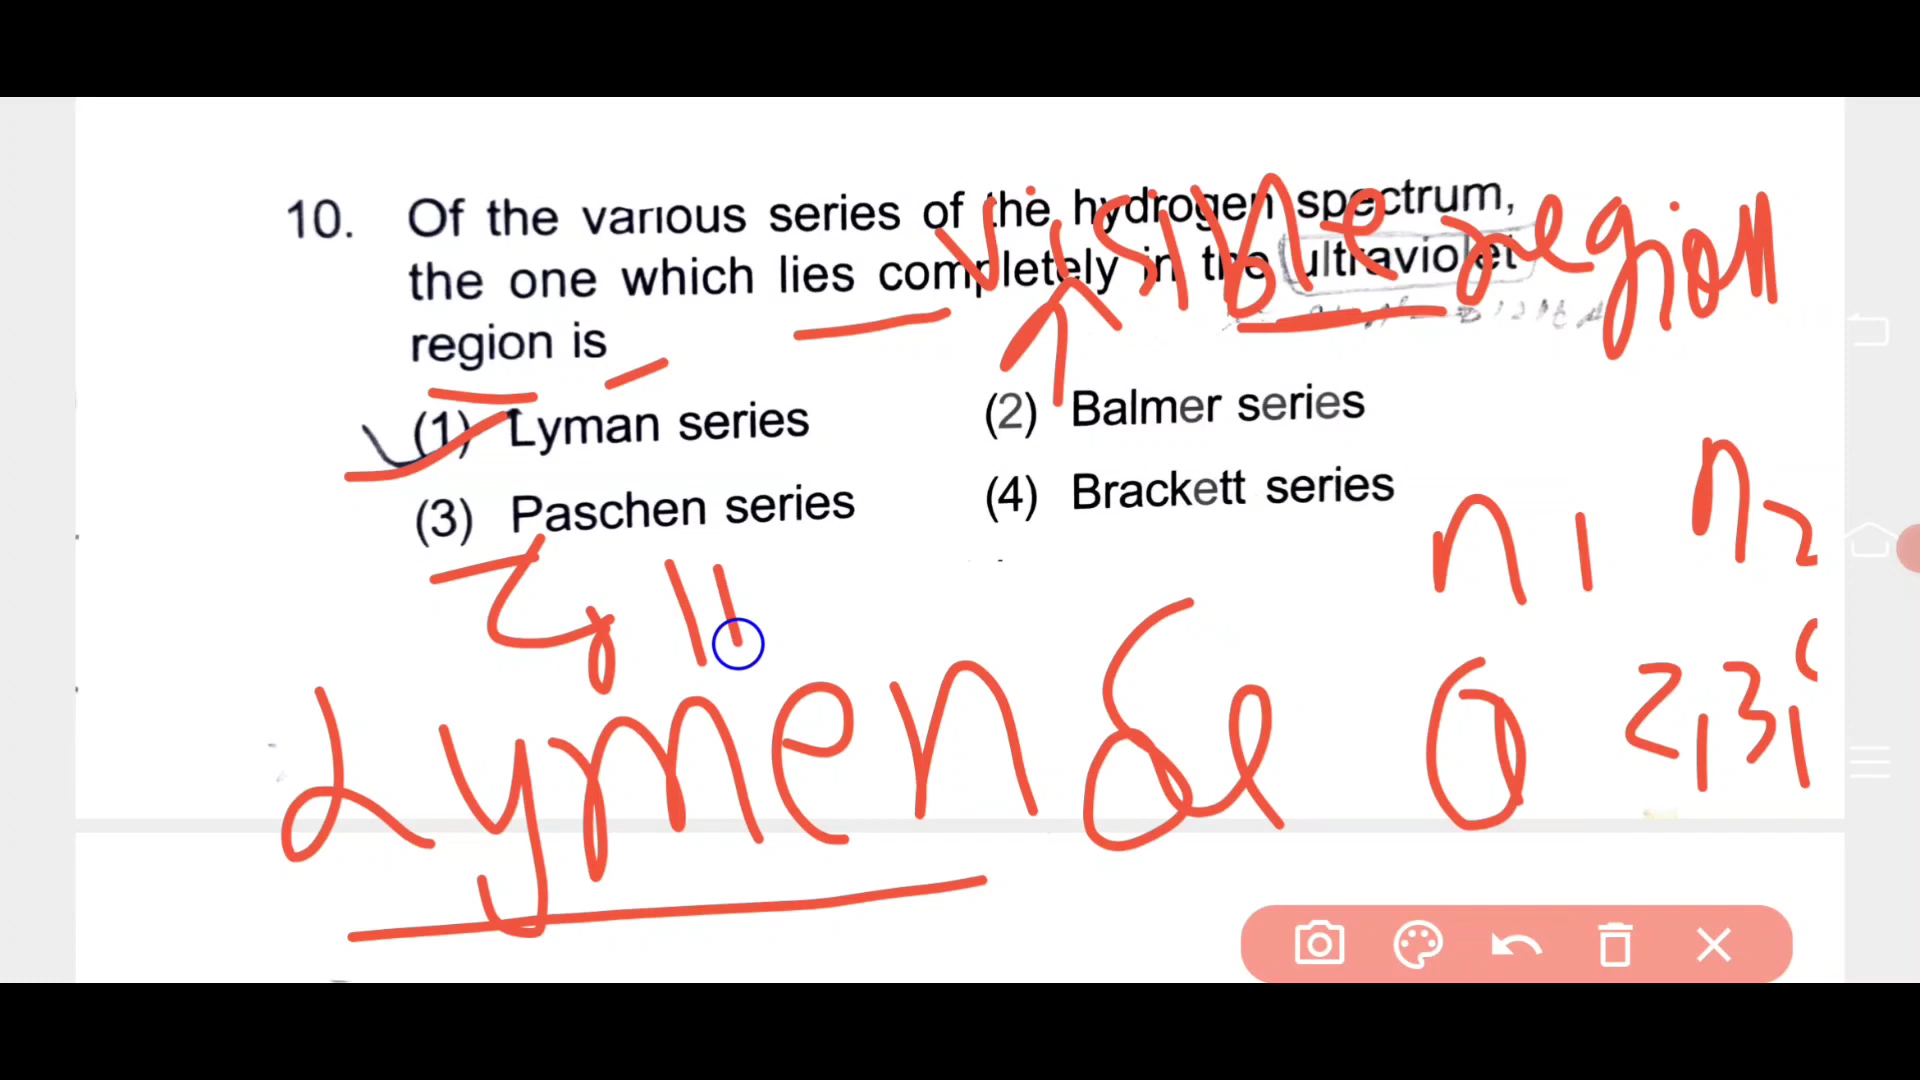 10. Of the various series of the hydrogen spectrum,
the one which lies completely in the ultraviolet
region is
visible region
(1) Lyman series
(2) Balmer series
(3) Paschen series
(4) Brackett series
n1 n2
Lymen
2,3,